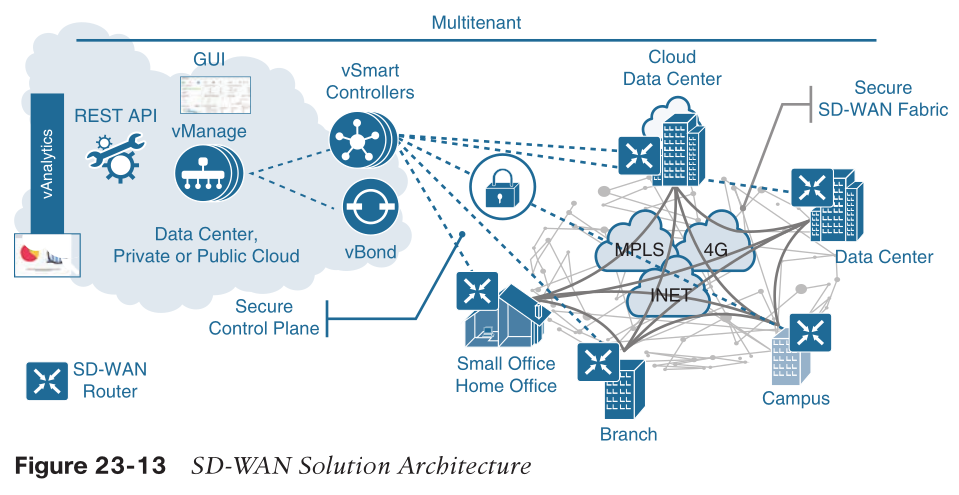 Multitenant
GUI
REST API
vManage
vAnalytics
vSmart
Controllers
vBond
Data Center,
Private or Public Cloud
Secure
Control Plane
Cloud
Data Center
Secure
SD-WAN Fabric
MPLS
4G
INET
Data Center
Small Office
Home Office
Branch
Campus
SD-WAN
Router
Figure 23-13 SD-WAN Solution Architecture